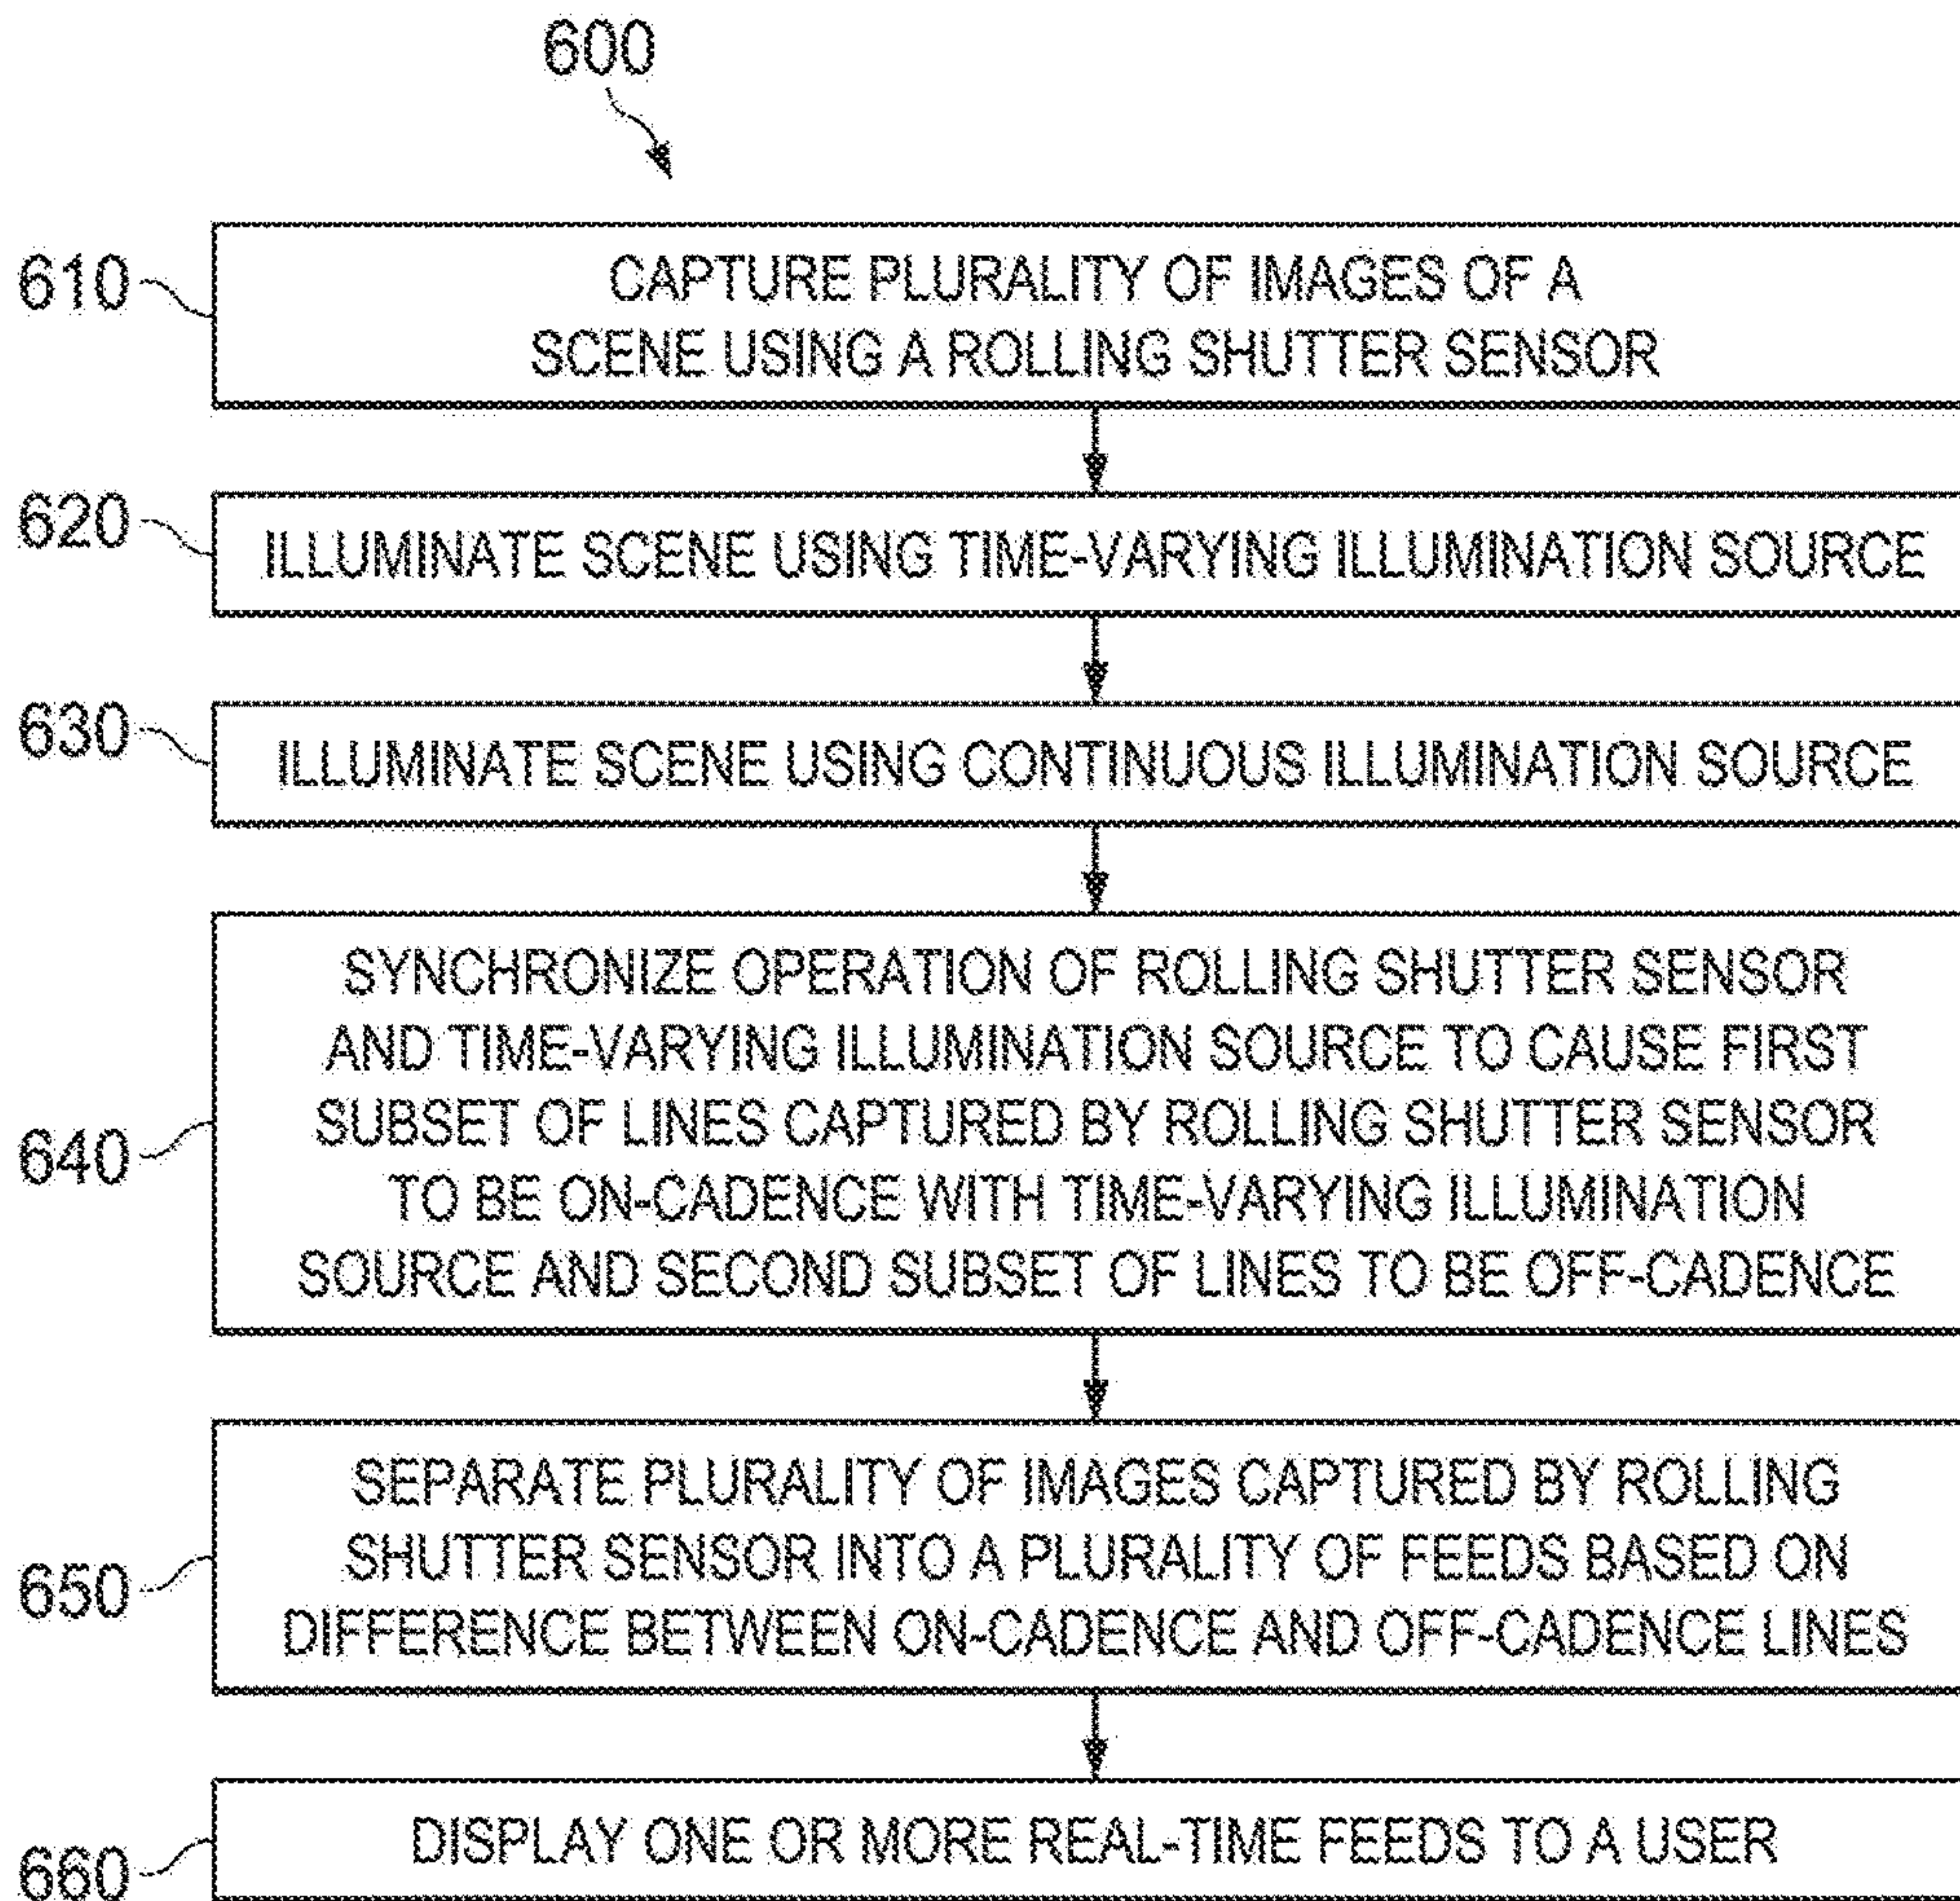 600
610
CAPTURE PLURALITY OF IMAGES OF A
SCENE USING A ROLLING SHUTTER SENSOR
620
ILLUMINATE SCENE USING TIME-VARYING ILLUMINATION SOURCE
630
ILLUMINATE SCENE USING CONTINUOUS ILLUMINATION SOURCE
640
SYNCHRONIZE OPERATION OF ROLLING SHUTTER SENSOR
AND TIME-VARYING ILLUMINATION SOURCE TO CAUSE FIRST
SUBSET OF LINES CAPTURED BY ROLLING SHUTTER SENSOR
TO BE ON-CADENCE WITH TIME-VARYING ILLUMINATION
SOURCE AND SECOND SUBSET OF LINES TO BE OFF-CADENCE
650
SEPARATE PLURALITY OF IMAGES CAPTURED BY ROLLING
SHUTTER SENSOR INTO A PLURALITY OF FEEDS BASED ON
DIFFERENCE BETWEEN ON-CADENCE AND OFF-CADENCE LINES
660
DISPLAY ONE OR MORE REAL-TIME FEEDS TO A USER